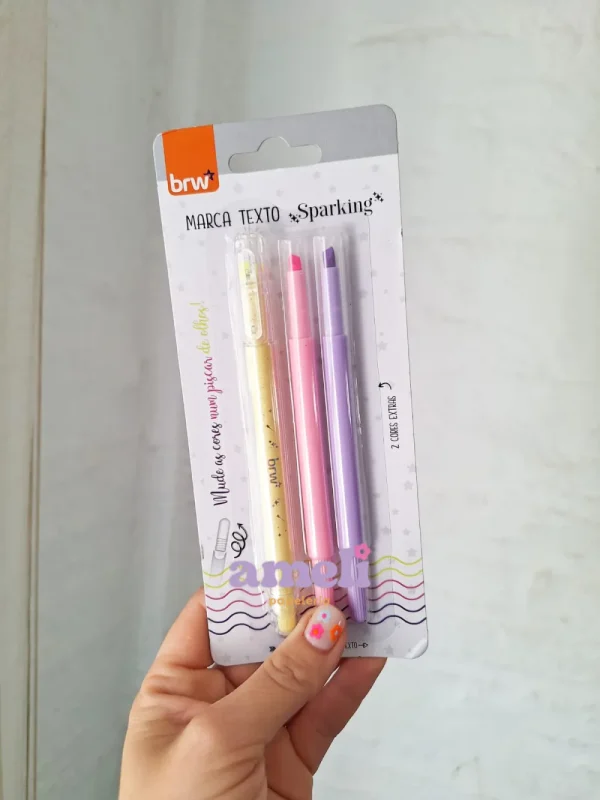 brw
MARCA TEXTO Sparking
Mude as cores num piscar de olhos!
brw
2 CORES EXTRAS
ameli